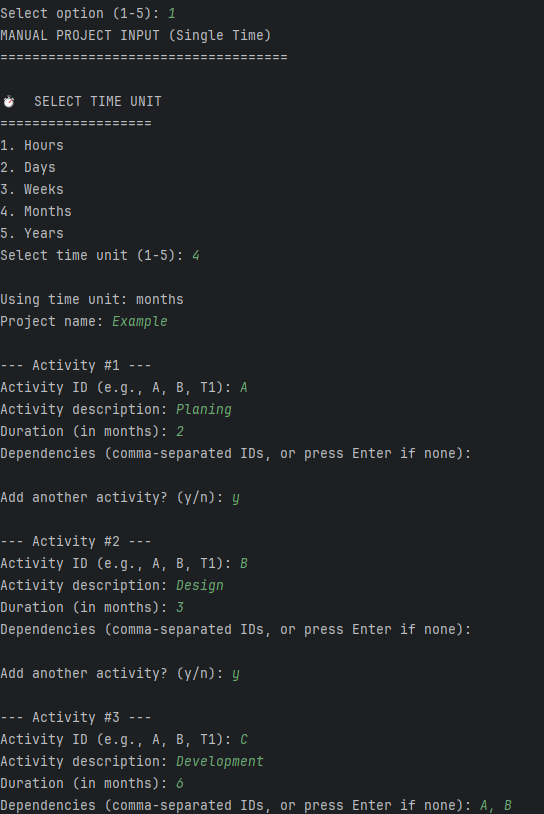 Select option (1-5): 1
MANUAL PROJECT INPUT (Single Time)
====================================

⏱ SELECT TIME UNIT
===================
1. Hours
2. Days
3. Weeks
4. Months
5. Years
Select time unit (1-5): 4

Using time unit: months
Project name: Example

--- Activity #1 ---
Activity ID (e.g., A, B, T1): A
Activity description: Planing
Duration (in months): 2
Dependencies (comma-separated IDs, or press Enter if none):

Add another activity? (y/n): y

--- Activity #2 ---
Activity ID (e.g., A, B, T1): B
Activity description: Design
Duration (in months): 3
Dependencies (comma-separated IDs, or press Enter if none):

Add another activity? (y/n): y

--- Activity #3 ---
Activity ID (e.g., A, B, T1): C
Activity description: Development
Duration (in months): 6
Dependencies (comma-separated IDs, or press Enter if none): A, B